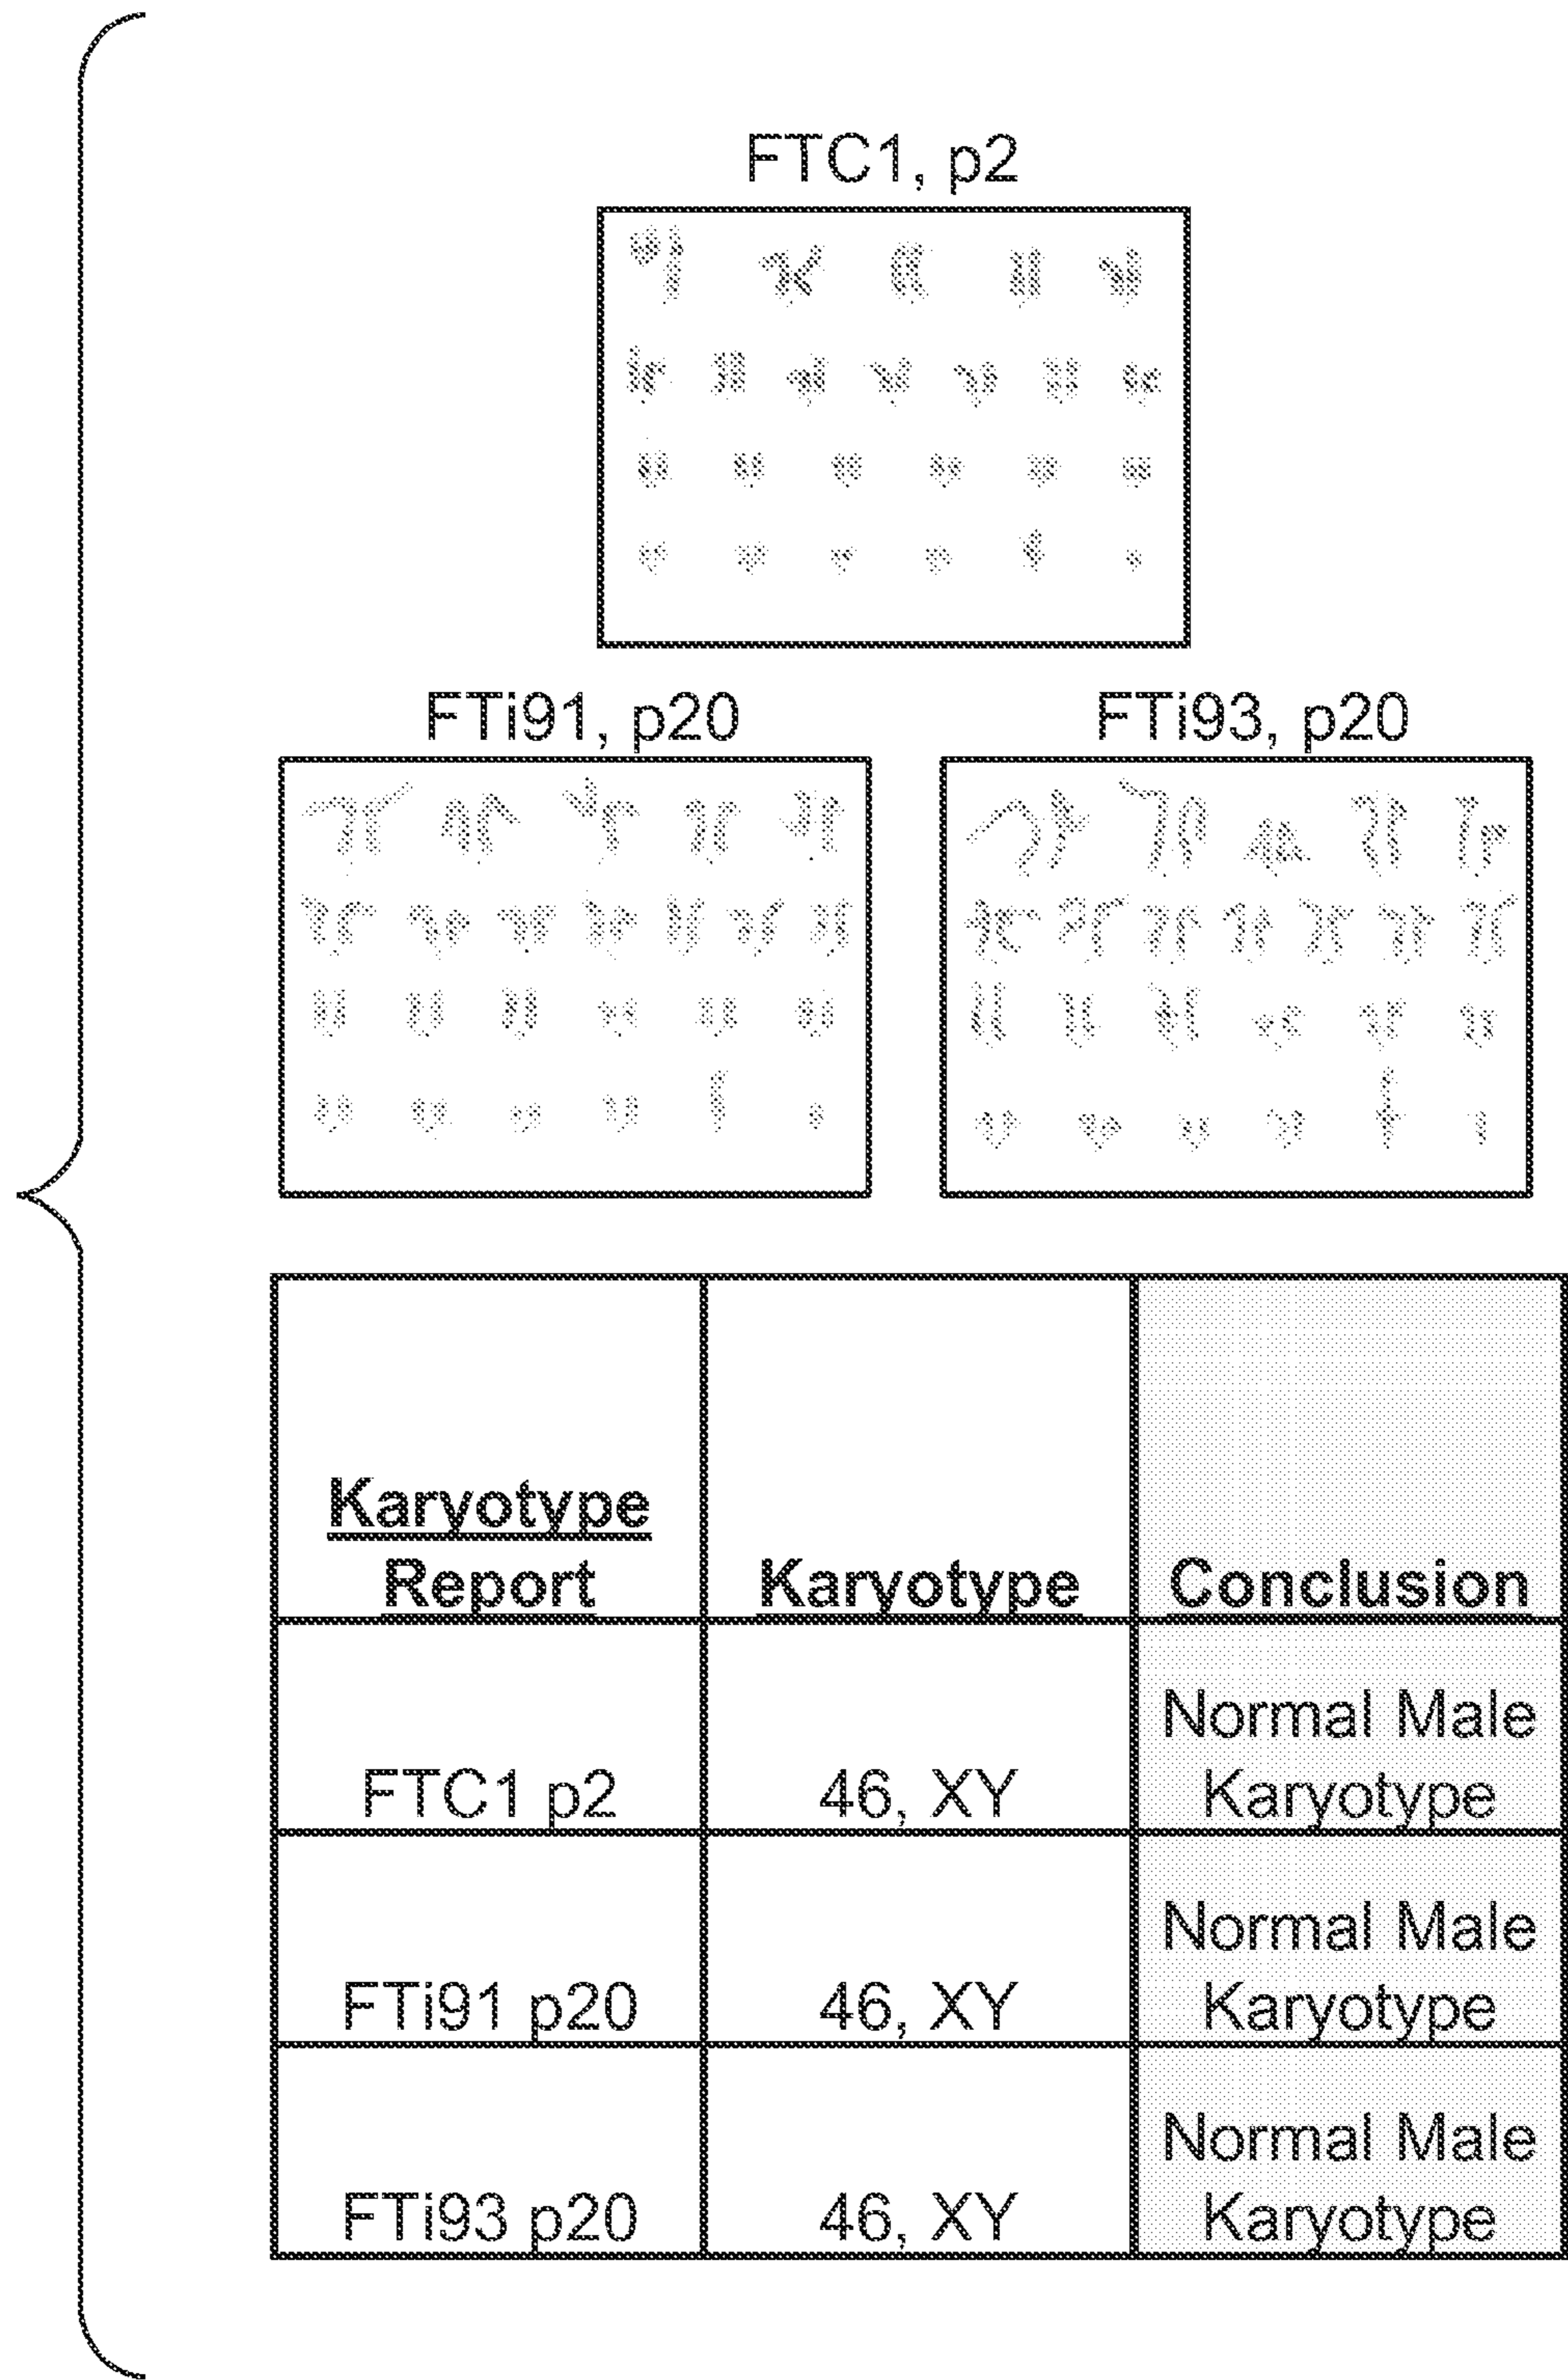 FTC1, p2
FTi91, p20
FTi93, p20
Karyotype
Report
Karyotype
Conclusion
FTC1 p2
46, XY
Normal Male
Karyotype
FTi91 p20
46, XY
Normal Male
Karyotype
FTi93 p20
46, XY
Normal Male
Karyotype